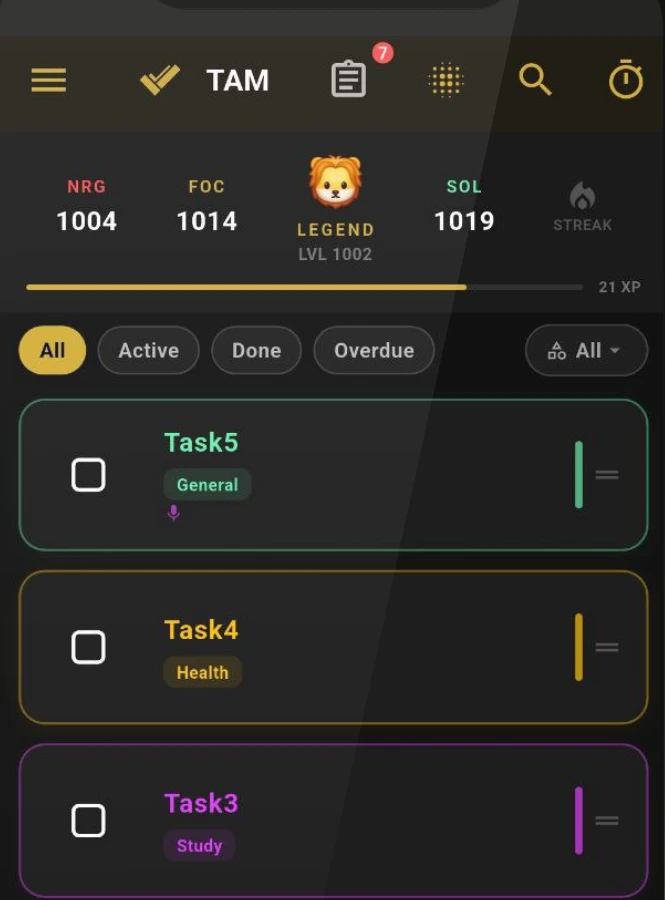 TAM
7
NRG
1004
FOC
1014
LEGEND
LVL 1002
SOL
1019
STREAK
21 XP
All
Active
Done
Overdue
All
Task5
General
Task4
Health
Task3
Study